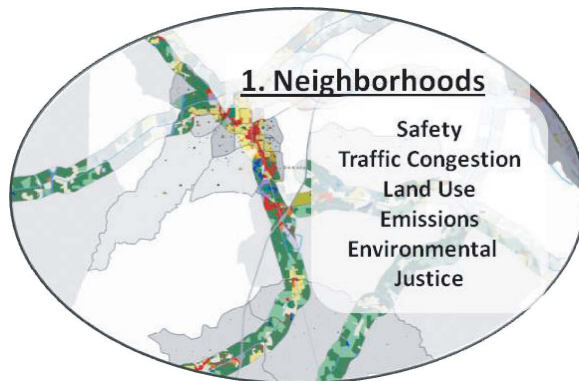 1. Neighborhoods
Safety
Traffic Congestion
Land Use
Emissions
Environmental
Justice